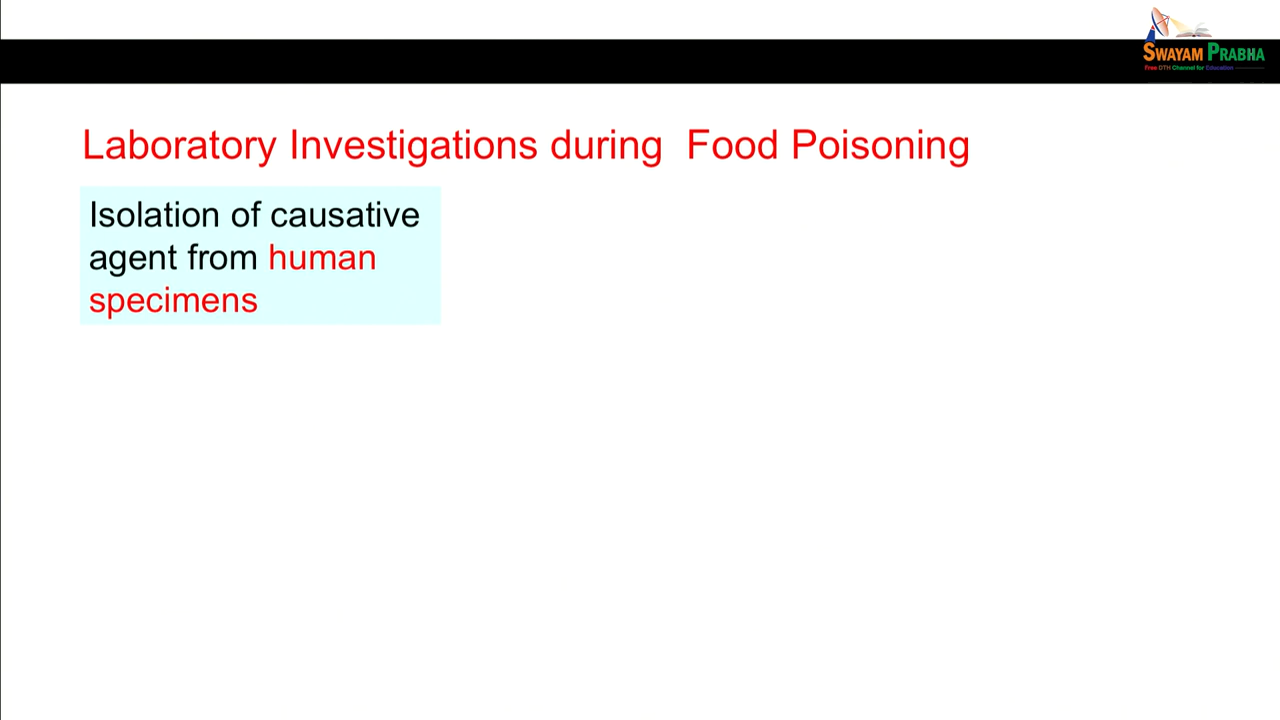 SWAYAM PRABHA
Free DTH Channel for Education
Laboratory Investigations during Food Poisoning
Isolation of causative
agent from human
specimens